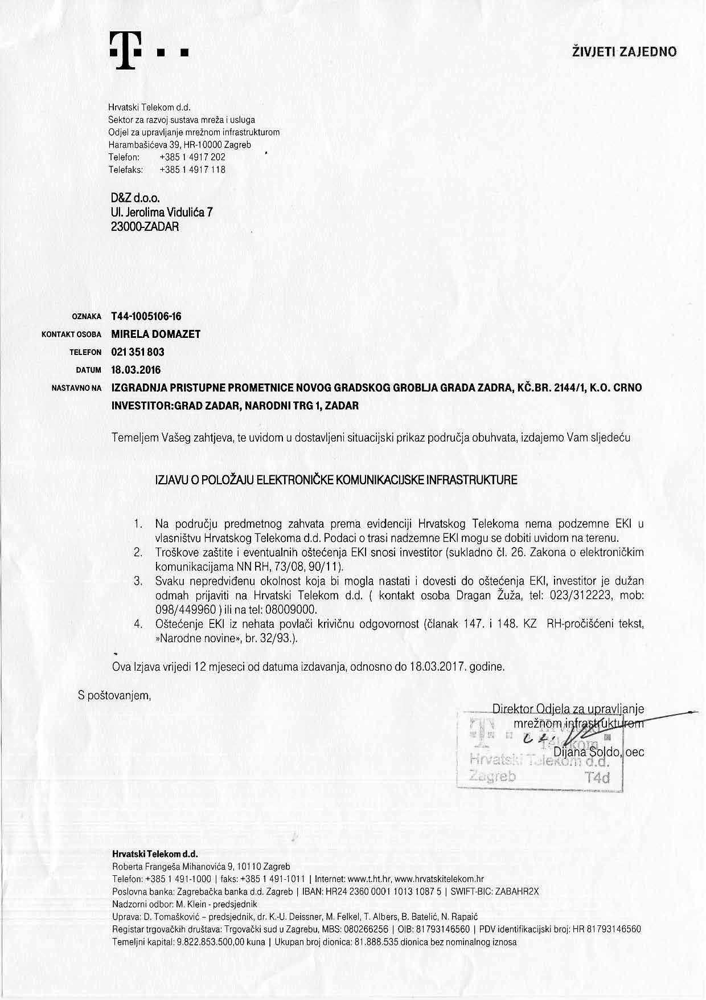 T
ŽIVJETI ZAJEDNO
Hrvatski Telekom d.d.
Sektor za razvoj sustava mreža i usluga
Odjel za upravljanje mrežnom infrastrukturom
Harambašićeva 39, HR-10000 Zagreb
Telefon: +385 1 4917 202
Telefaks: +385 1 4917 118
D&Z d.o.o.
Ul. Jerolima Vidulića 7
23000-ZADAR
OZNAKA T44-1005106-16
KONTAKT OSOBA MIRELA DOMAZET
TELEFON 021 351 803
DATUM 18.03.2016
NASTAVNO NA IZGRADNJA PRISTUPNE PROMETNICE NOVOG GRADSKOG GROBLJA GRADA ZADRA, KČ.BR. 2144/1, K.O. CRNO
INVESTITOR:GRAD ZADAR, NARODNI TRG 1, ZADAR
Temeljem Vašeg zahtjeva, te uvidom u dostavljeni situacijski prikaz područja obuhvata, izdajemo Vam sljedeću
IZJAVU O POLOŽAJU ELEKTRONIČKE KOMUNIKACIJSKE INFRASTRUKTURE
1. Na području predmetnog zahvata prema evidenciji Hrvatskog Telekoma nema podzemne EKI u
vlasništvu Hrvatskog Telekoma d.d. Podaci o trasi nadzemne EKI mogu se dobiti uvidom na terenu.
2. Troškove zaštite i eventualnih oštećenja EKI snosi investitor (sukladno čl. 26. Zakona o elektroničkim
komunikacijama NN RH, 73/08, 90/11).
3. Svaku nepredviđenu okolnost koja bi mogla nastati i dovesti do oštećenja EKI, investitor je dužan
odmah prijaviti na Hrvatski Telekom d.d. ( kontakt osoba Dragan Žuža, tel: 023/312223, mob:
098/449960 ) ili na tel: 08009000.
4. Oštećenje EKI iz nehata povlači krivičnu odgovornost (članak 147. i 148. KZ RH-pročišćeni tekst,
»Narodne novine», br. 32/93.).
Ova Izjava vrijedi 12 mjeseci od datuma izdavanja, odnosno do 18.03.2017. godine.
S poštovanjem,
Direktor Odjela za upravljanje
mrežnom infrastrukturom
Dijana Soldo, oec
Hrvatski Telekom d.d.
Zagreb T4d
Hrvatski Telekom d.d.
Roberta Frangeša Mihanovića 9, 10110 Zagreb
Telefon: +385 1 491-1000 | faks: +385 1 491-1011 | Internet: www.t.ht.hr, www.hrvatskitelekom.hr
Poslovna banka: Zagrebačka banka d.d. Zagreb | IBAN: HR24 2360 0001 1013 1087 5 | SWIFT-BIC: ZABAHR2X
Nadzorni odbor: M. Klein - predsjednik
Uprava: D. Tomašković – predsjednik, dr. K.-U. Deissner, M. Felkel, T. Albers, B. Batelić, N. Rapaić
Registar trgovačkih društava: Trgovački sud u Zagrebu, MBS: 080266256 | OIB: 81793146560 | PDV identifikacijski broj: HR 81793146560
Temeljni kapital: 9.822.853.500,00 kuna | Ukupan broj dionica: 81.888.535 dionica bez nominalnog iznosa